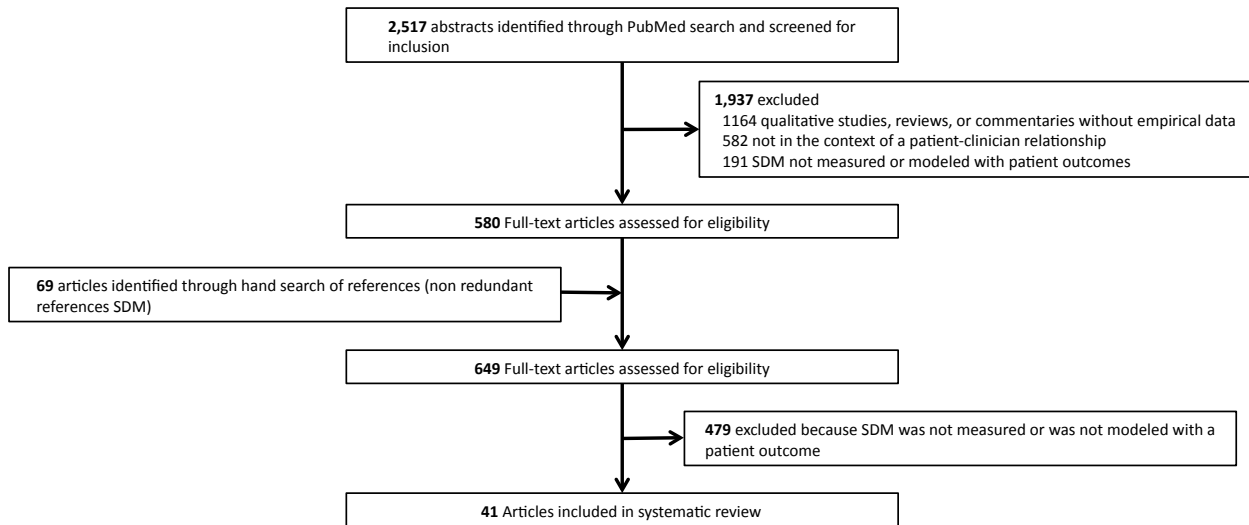 2,517 abstracts identified through PubMed search and screened for
inclusion
1,937 excluded
1164 qualitative studies, reviews, or commentaries without empirical data
582 not in the context of a patient-clinician relationship
191 SDM not measured or modeled with patient outcomes
580 Full-text articles assessed for eligibility
69 articles identified through hand search of references (non redundant
references SDM)
649 Full-text articles assessed for eligibility
479 excluded because SDM was not measured or was not modeled with a
patient outcome
41 Articles included in systematic review